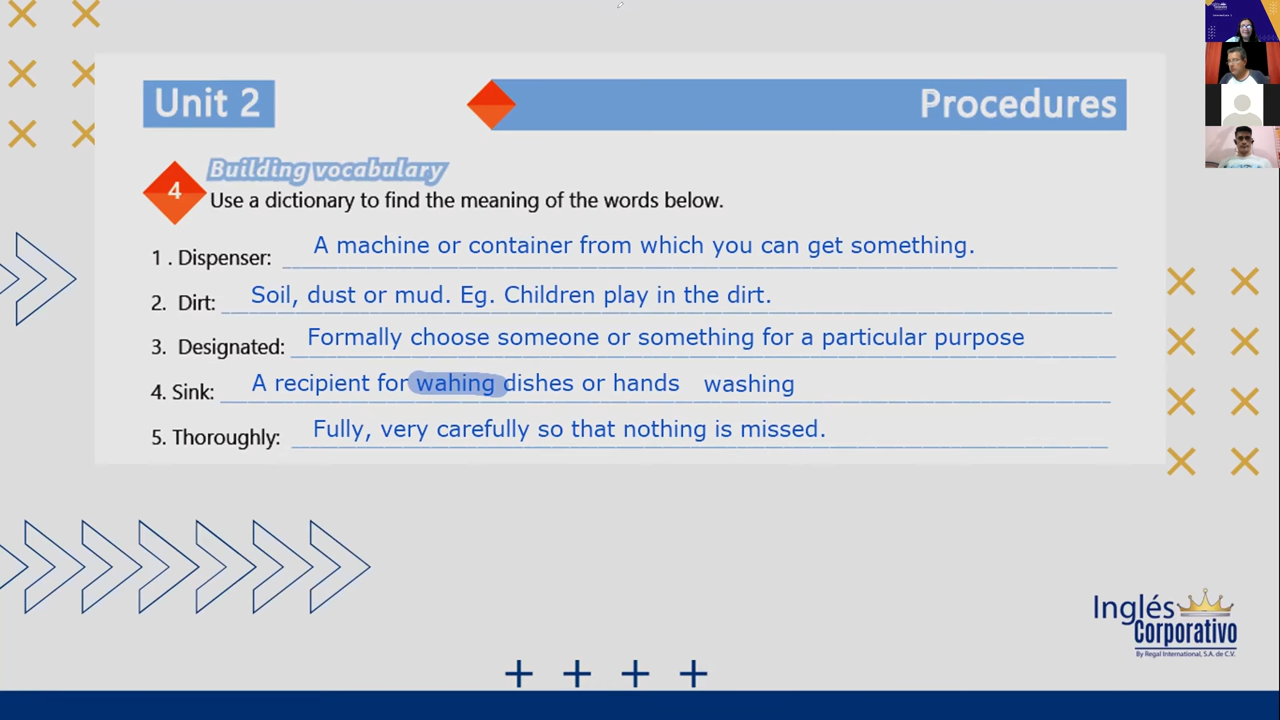 Unit 2
Procedures
Building vocabulary
4
Use a dictionary to find the meaning of the words below.
1 . Dispenser: A machine or container from which you can get something.
2. Dirt: Soil, dust or mud. Eg. Children play in the dirt.
3. Designated: Formally choose someone or something for a particular purpose
4. Sink: A recipient for wahing dishes or hands washing
5. Thoroughly: Fully, very carefully so that nothing is missed.
Inglés
Corporativo
By Regal International, S.A. de C.V.